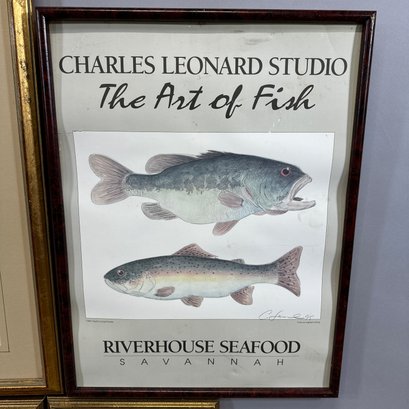 CHARLES LEONARD STUDIO
The Art of Fish
RIVERHOUSE SEAFOOD
SAVANNAH